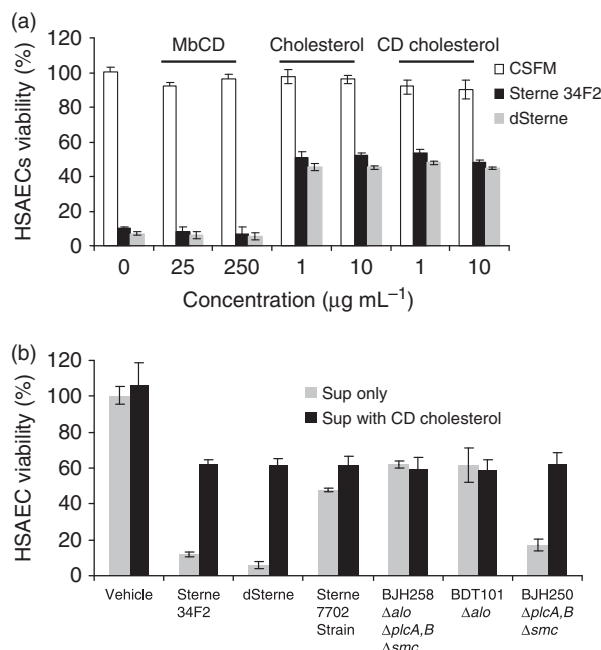 (a)
120
100
80
60
40
20
0
HSAECs viability (%)
MbCD
Cholesterol
CD cholesterol
CSFM
Sterne 34F2
dSterne
0 25 250 1 10 1 10
Concentration (µg mL⁻¹)
(b)
120
100
80
60
40
20
0
HSAEC viability (%)
Sup only
Sup with CD cholesterol
Vehicle
Sterne
34F2
dSterne
Sterne
7702
Strain
BJH258
Δalo
ΔplcA,B
Δsmc
BDT101
Δalo
BJH250
ΔplcA,B
Δsmc